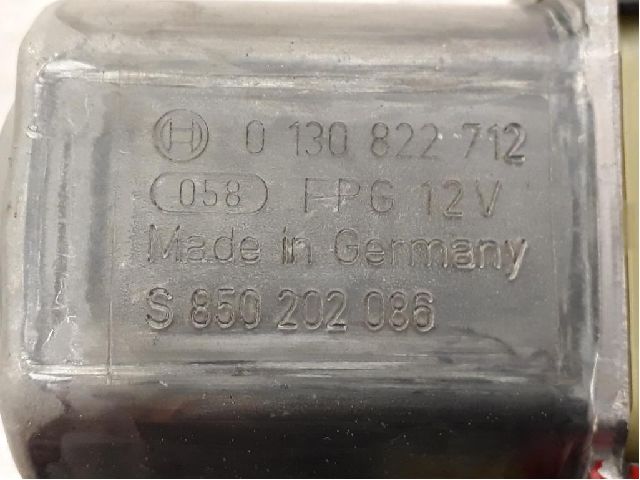 0 130 822 712
058 FPG 12V
Made in Germany
S 850 202 086